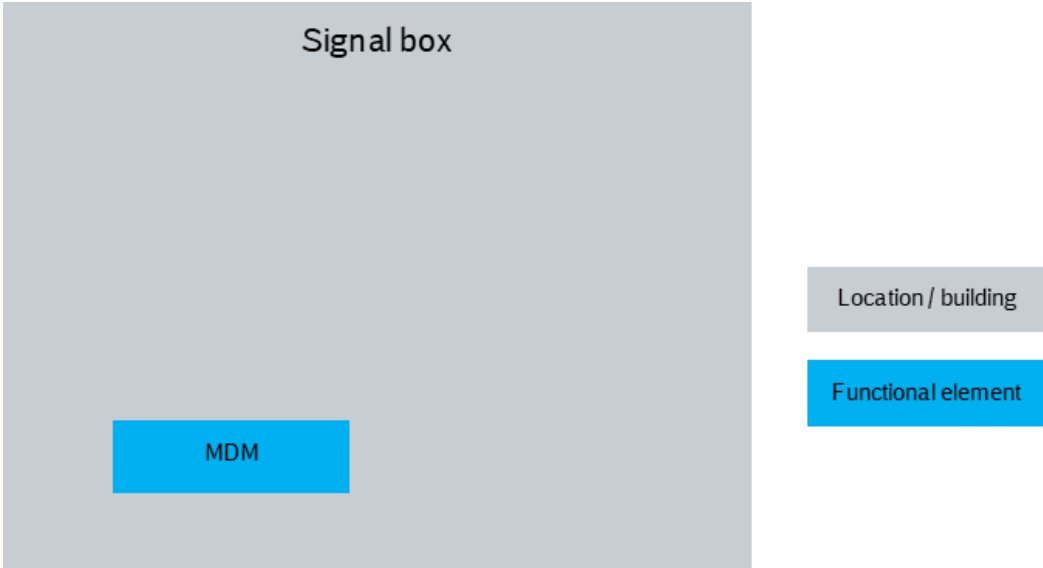 Signal box
Location / building
Functional element
MDM